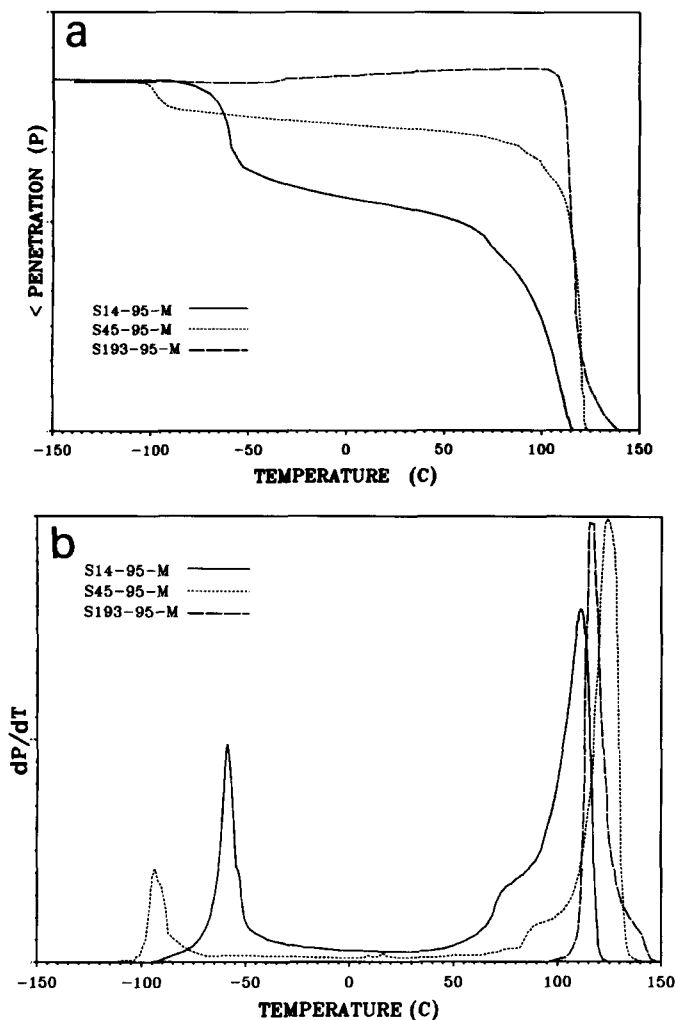 a
< PENETRATION (P)
S14-95-M
S45-95-M
S193-95-M
-150 -100 -50 0 50 100 150
TEMPERATURE (C)
b
dP/dT
S14-95-M
S45-95-M
S193-95-M
-150 -100 -50 0 50 100 150
TEMPERATURE (C)